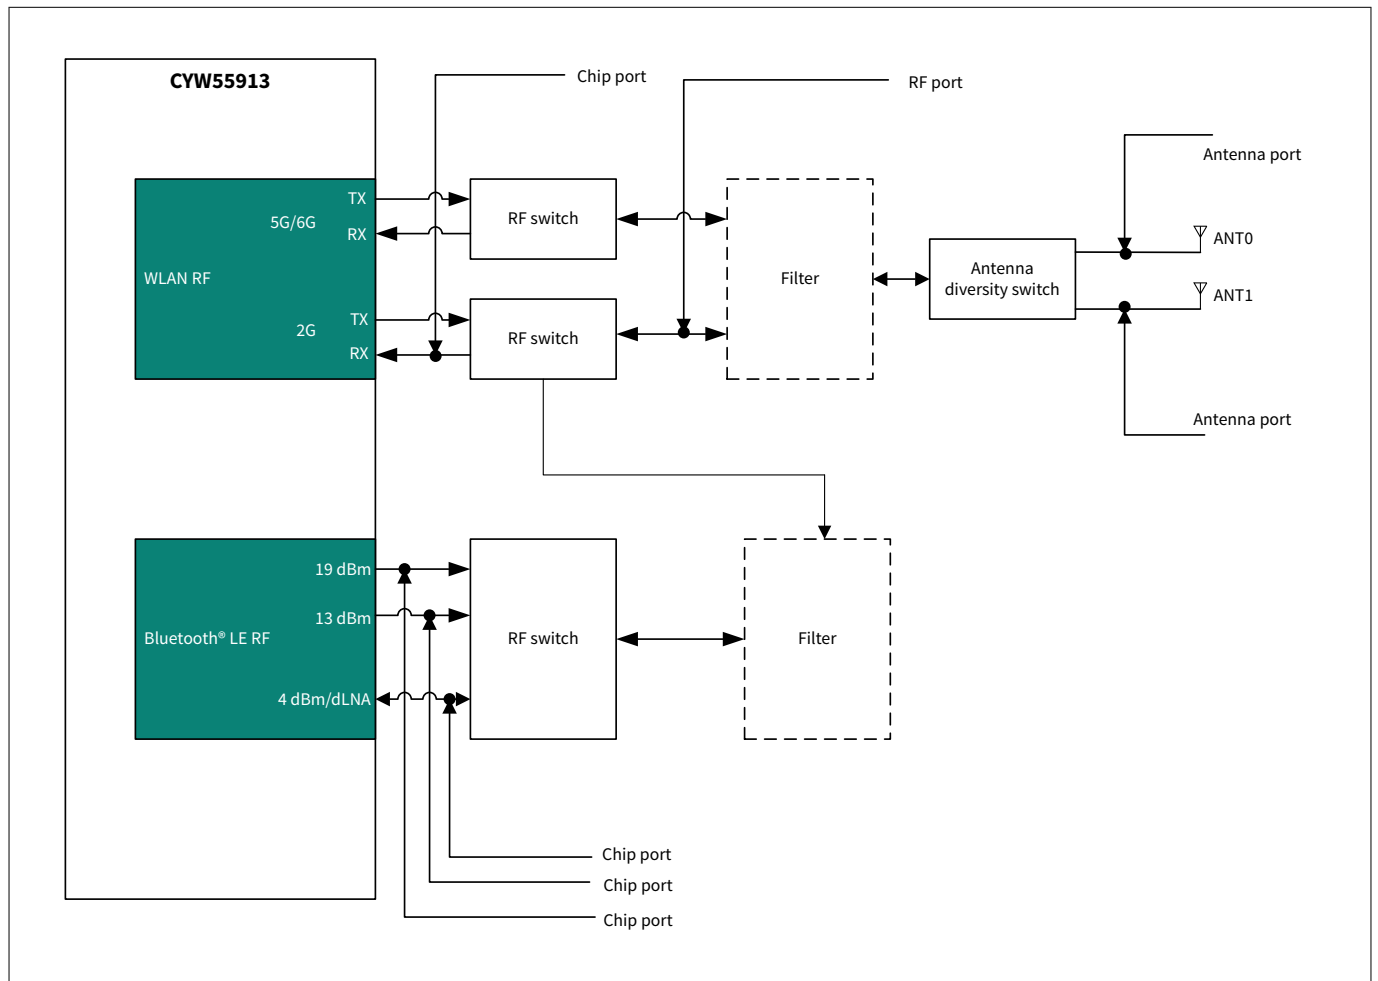 CYW55913
Chip port
RF port
Antenna port
TX
5G/6G
RX
RF switch
WLAN RF
Filter
Antenna
diversity switch
ANT0
ANT1
TX
2G
RX
RF switch
Antenna port
19 dBm
13 dBm
Bluetooth® LE RF
4 dBm/dLNA
RF switch
Filter
Chip port
Chip port
Chip port